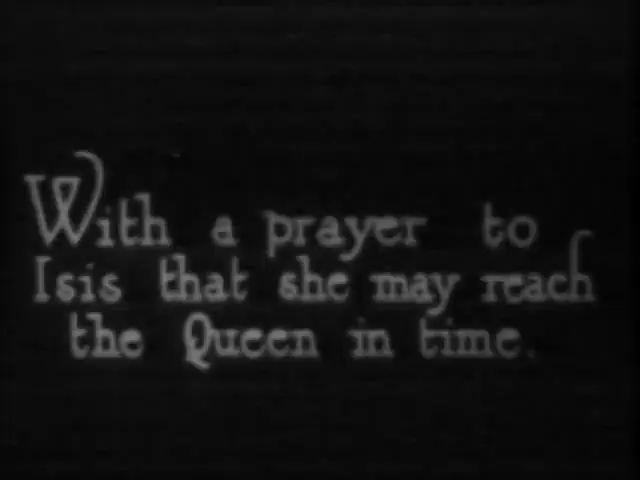 With a prayer to
Isis that she may reach
the Queen in time.